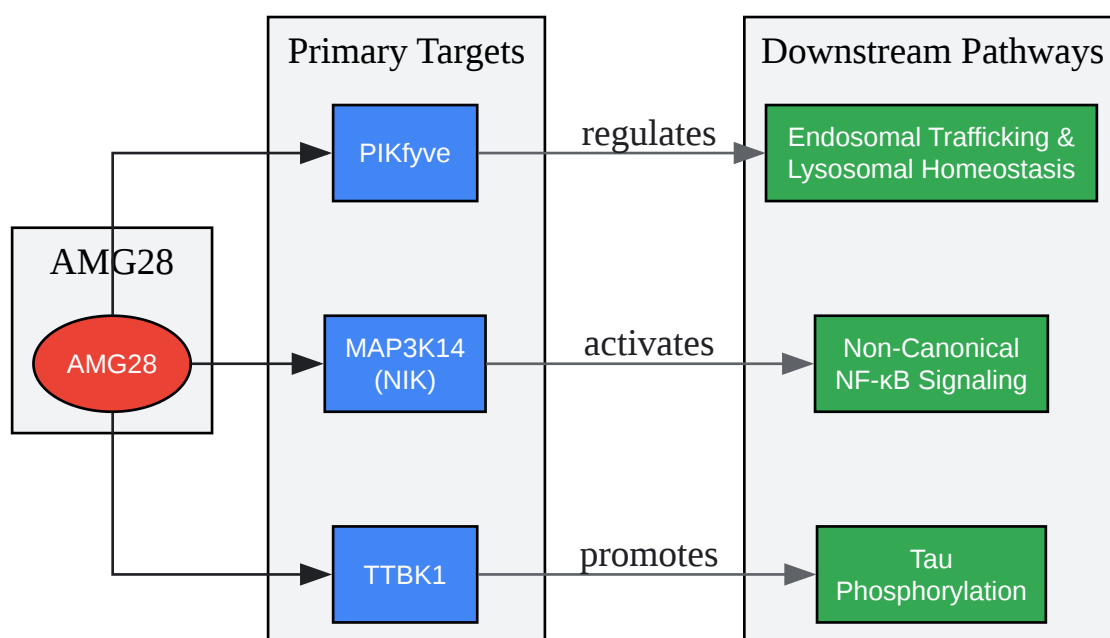 Primary Targets
Downstream Pathways
PIKfyve
regulates
Endosomal Trafficking &
Lysosomal Homeostasis
AMG28
AMG28
MAP3K14
(NIK)
activates
Non-Canonical
NF-κB Signaling
TTBK1
promotes
Tau
Phosphorylation